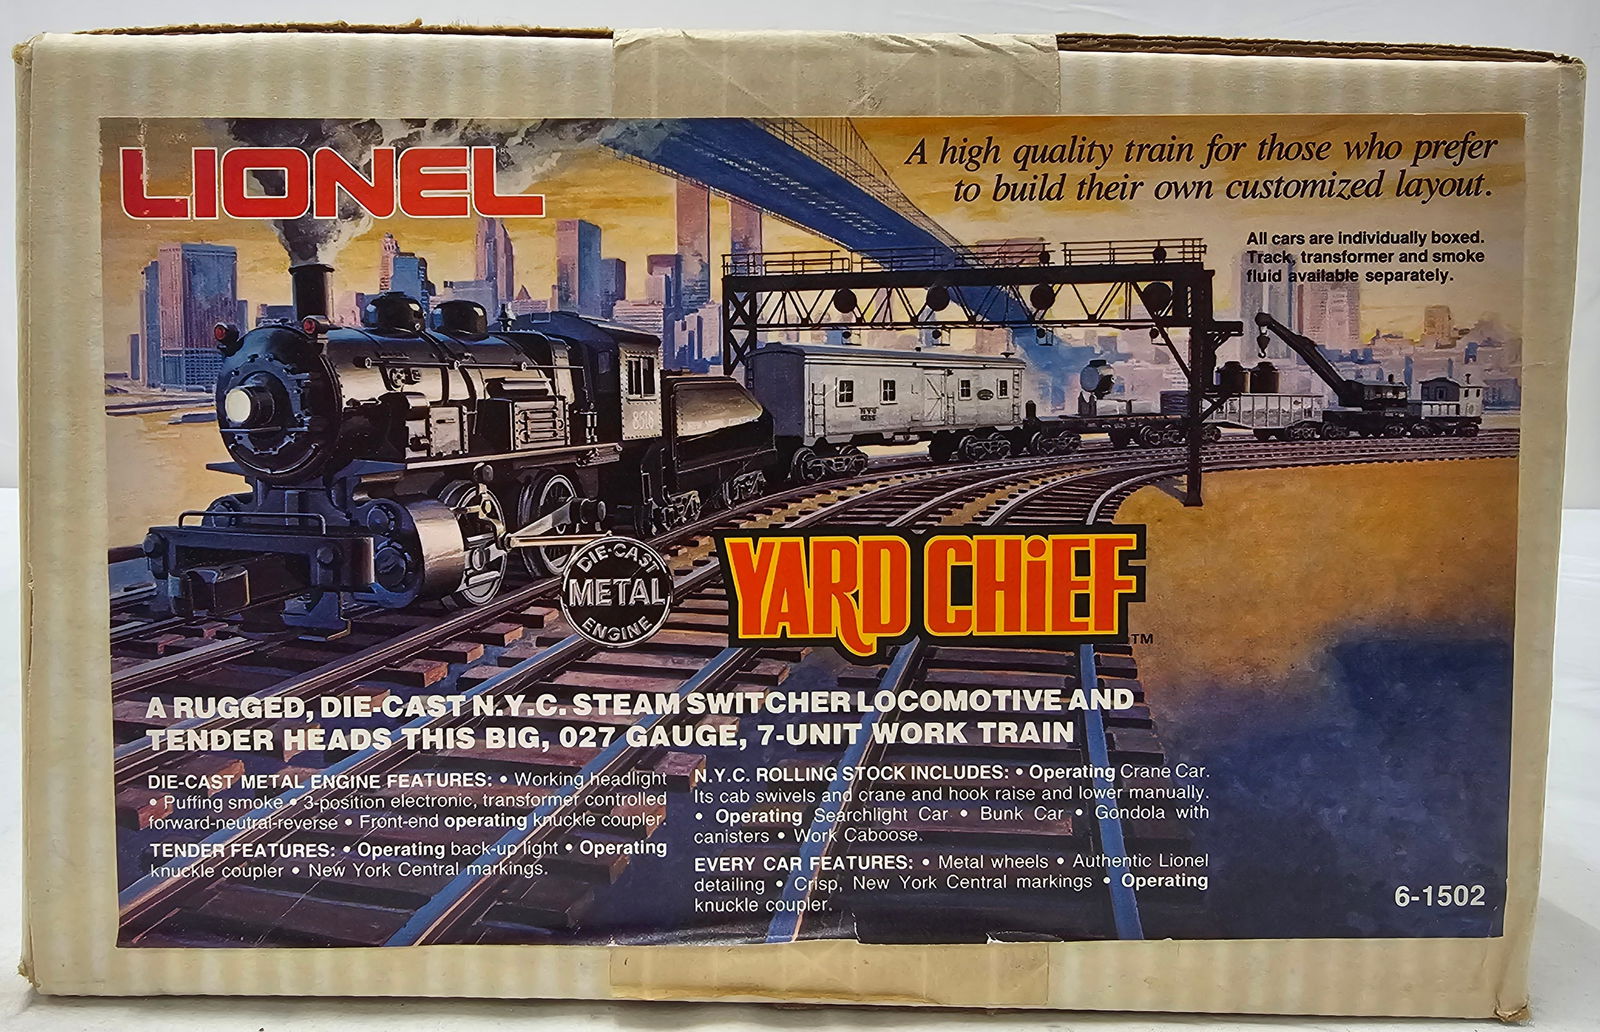 LIONEL
A high quality train for those who prefer
to build their own customized layout.
All cars are individually boxed.
Track, transformer and smoke
fluid available separately.
8516
DIE-CAST
METAL
ENGINE
YARD CHiEF
TM
A RUGGED, DIE-CAST N.Y.C. STEAM SWITCHER LOCOMOTIVE AND
TENDER HEADS THIS BIG, 027 GAUGE, 7-UNIT WORK TRAIN
DIE-CAST METAL ENGINE FEATURES: • Working headlight
• Puffing smoke • 3-position electronic, transformer controlled
forward-neutral-reverse • Front-end operating knuckle coupler.
TENDER FEATURES: • Operating back-up light • Operating
knuckle coupler • New York Central markings.
N.Y.C. ROLLING STOCK INCLUDES: • Operating Crane Car.
Its cab swivels and crane and hook raise and lower manually.
• Operating Searchlight Car • Bunk Car • Gondola with
canisters • Work Caboose.
EVERY CAR FEATURES: • Metal wheels • Authentic Lionel
detailing • Crisp, New York Central markings • Operating
knuckle coupler.
6-1502